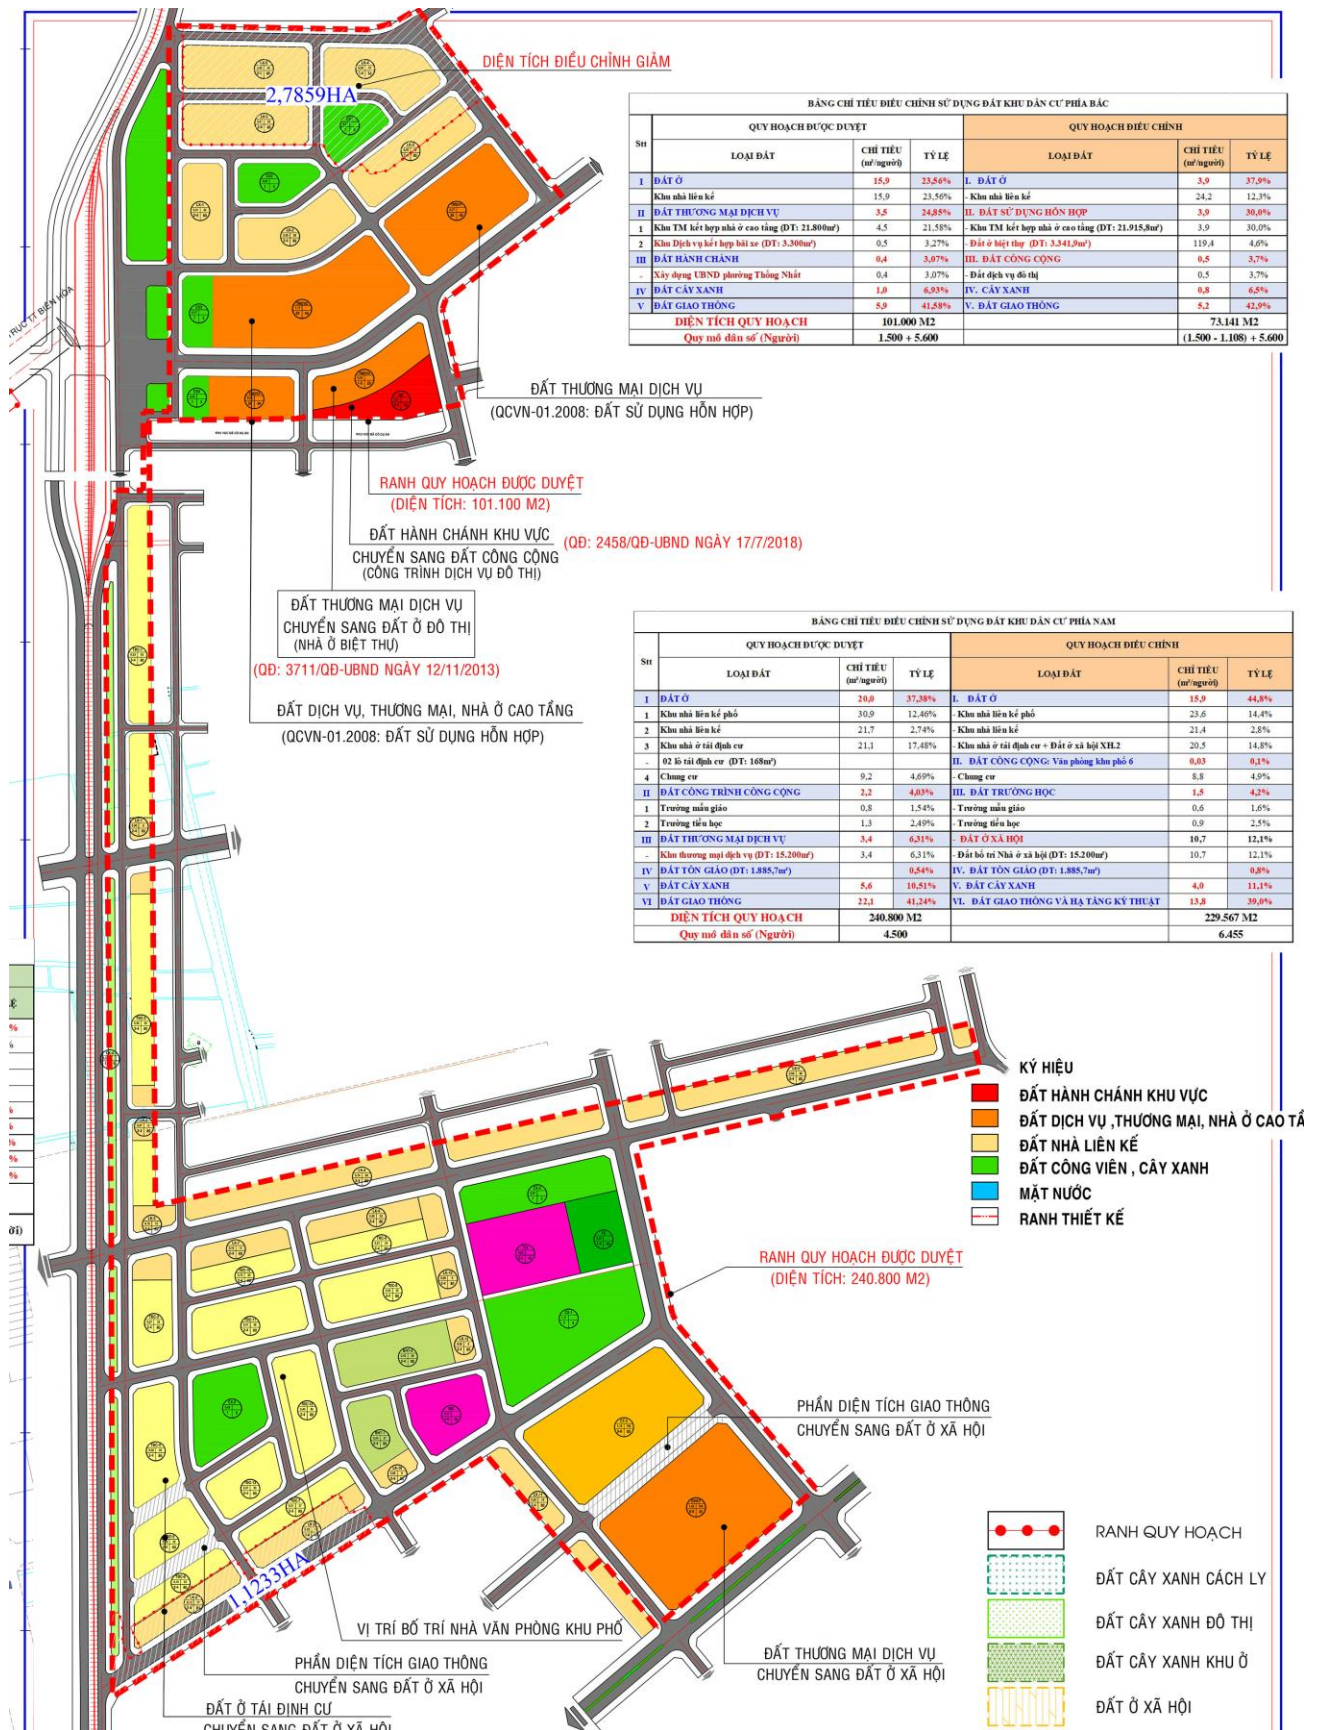 DIỆN TÍCH ĐIỀU CHỈNH GIẢM
2,7859HA
BẢNG CHỈ TIÊU ĐIỀU CHỈNH SỬ DỤNG ĐẤT KHU DÂN CƯ PHÍA BẮC
Stt QUY HOẠCH ĐƯỢC DUYỆT QUY HOẠCH ĐIỀU CHỈNH
LOẠI ĐẤT CHỈ TIÊU (m²/người) TỶ LỆ LOẠI ĐẤT CHỈ TIÊU (m²/người) TỶ LỆ
I ĐẤT Ở 15,9 23,56% I. ĐẤT Ở 3,9 37,9%
Khu nhà liên kế 15,9 23,56% - Khu nhà liên kế 24,2 12,3%
II ĐẤT THƯƠNG MẠI DỊCH VỤ 3,5 24,85% II. ĐẤT SỬ DỤNG HỖN HỢP 3,9 30,0%
1 Khu TM kết hợp nhà ở cao tầng (DT: 21.800m²) 4,5 21,58% - Khu TM kết hợp nhà ở cao tầng (DT: 21.915,8m²) 3,9 30,0%
2 Khu Dịch vụ kết hợp bãi xe (DT: 3.300m²) 0,5 3,27% - Đất ở biệt thự (DT: 3.341,9m²) 119,4 4,6%
III ĐẤT HÀNH CHÁNH 0,4 3,07% III. ĐẤT CÔNG CỘNG 0,5 3,7%
- Xây dựng UBND phường Thống Nhất 0,4 3,07% - Đất dịch vụ đô thị 0,5 3,7%
IV ĐẤT CÂY XANH 1,0 6,93% IV. CÂY XANH 0,8 6,5%
V ĐẤT GIAO THÔNG 5,9 41,58% V. ĐẤT GIAO THÔNG 5,2 42,9%
DIỆN TÍCH QUY HOẠCH 101.000 M2 73.141 M2
Quy mô dân số (Người) 1.500 + 5.600 (1.500 - 1.108) + 5.600
TRỤC TT BIÊN HÒA
ĐẤT THƯƠNG MẠI DỊCH VỤ
(QCVN-01.2008: ĐẤT SỬ DỤNG HỖN HỢP)
RANH QUY HOẠCH ĐƯỢC DUYỆT
(DIỆN TÍCH: 101.100 M2)
ĐẤT HÀNH CHÁNH KHU VỰC
CHUYỂN SANG ĐẤT CÔNG CỘNG
(CÔNG TRÌNH DỊCH VỤ ĐÔ THỊ)
(QĐ: 2458/QĐ-UBND NGÀY 17/7/2018)
ĐẤT THƯƠNG MẠI DỊCH VỤ
CHUYỂN SANG ĐẤT Ở ĐÔ THỊ
(NHÀ Ở BIỆT THỰ)
(QĐ: 3711/QĐ-UBND NGÀY 12/11/2013)
ĐẤT DỊCH VỤ, THƯƠNG MẠI, NHÀ Ở CAO TẦNG
(QCVN-01.2008: ĐẤT SỬ DỤNG HỖN HỢP)
BẢNG CHỈ TIÊU ĐIỀU CHỈNH SỬ DỤNG ĐẤT KHU DÂN CƯ PHÍA NAM
Stt QUY HOẠCH ĐƯỢC DUYỆT QUY HOẠCH ĐIỀU CHỈNH
LOẠI ĐẤT CHỈ TIÊU (m²/người) TỶ LỆ LOẠI ĐẤT CHỈ TIÊU (m²/người) TỶ LỆ
I ĐẤT Ở 20,0 37,38% I. ĐẤT Ở 15,9 44,8%
1 Khu nhà liên kế phố 30,9 12,46% - Khu nhà liên kế phố 23,6 14,4%
2 Khu nhà liên kế 21,7 2,74% - Khu nhà liên kế 21,4 2,8%
3 Khu nhà ở tái định cư 21,1 17,48% - Khu nhà ở tái định cư + Đất ở xã hội XH.2 20,5 14,8%
- 02 lô tái định cư (DT: 168m²) II. ĐẤT CÔNG CỘNG: Văn phòng khu phố 6 0,03 0,1%
4 Chung cư 9,2 4,69% - Chung cư 8,8 4,9%
II ĐẤT CÔNG TRÌNH CÔNG CỘNG 2,2 4,03% III. ĐẤT TRƯỜNG HỌC 1,5 4,2%
1 Trường mẫu giáo 0,8 1,54% - Trường mẫu giáo 0,6 1,6%
2 Trường tiểu học 1,3 2,49% - Trường tiểu học 0,9 2,5%
III ĐẤT THƯƠNG MẠI DỊCH VỤ 3,4 6,31% - ĐẤT Ở XÃ HỘI 10,7 12,1%
- Khu thương mại dịch vụ (DT: 15.200m²) 3,4 6,31% - Đất bố trí Nhà ở xã hội (DT: 15.200m²) 10,7 12,1%
IV ĐẤT TÔN GIÁO (DT: 1.885,7m²) 0,54% IV. ĐẤT TÔN GIÁO (DT: 1.885,7m²) 0,8%
V ĐẤT CÂY XANH 5,6 10,51% V. ĐẤT CÂY XANH 4,0 11,1%
VI ĐẤT GIAO THÔNG 22,1 41,24% VI. ĐẤT GIAO THÔNG VÀ HẠ TẦNG KỸ THUẬT 13,8 39,0%
DIỆN TÍCH QUY HOẠCH 240.800 M2 229.567 M2
Quy mô dân số (Người) 4.500 6.455
KÝ HIỆU
ĐẤT HÀNH CHÁNH KHU VỰC
ĐẤT DỊCH VỤ ,THƯƠNG MẠI, NHÀ Ở CAO TẦ
ĐẤT NHÀ LIÊN KẾ
ĐẤT CÔNG VIÊN , CÂY XANH
MẶT NƯỚC
RANH THIẾT KẾ
RANH QUY HOẠCH ĐƯỢC DUYỆT
(DIỆN TÍCH: 240.800 M2)
PHẦN DIỆN TÍCH GIAO THÔNG
CHUYỂN SANG ĐẤT Ở XÃ HỘI
1,1233HA
VỊ TRÍ BỐ TRÍ NHÀ VĂN PHÒNG KHU PHỐ
PHẦN DIỆN TÍCH GIAO THÔNG
CHUYỂN SANG ĐẤT Ở XÃ HỘI
ĐẤT Ở TÁI ĐỊNH CƯ
CHUYỂN SANG ĐẤT Ở XÃ HỘI
ĐẤT THƯƠNG MẠI DỊCH VỤ
CHUYỂN SANG ĐẤT Ở XÃ HỘI
RANH QUY HOẠCH
ĐẤT CÂY XANH CÁCH LY
ĐẤT CÂY XANH ĐÔ THỊ
ĐẤT CÂY XANH KHU Ở
ĐẤT Ở XÃ HỘI